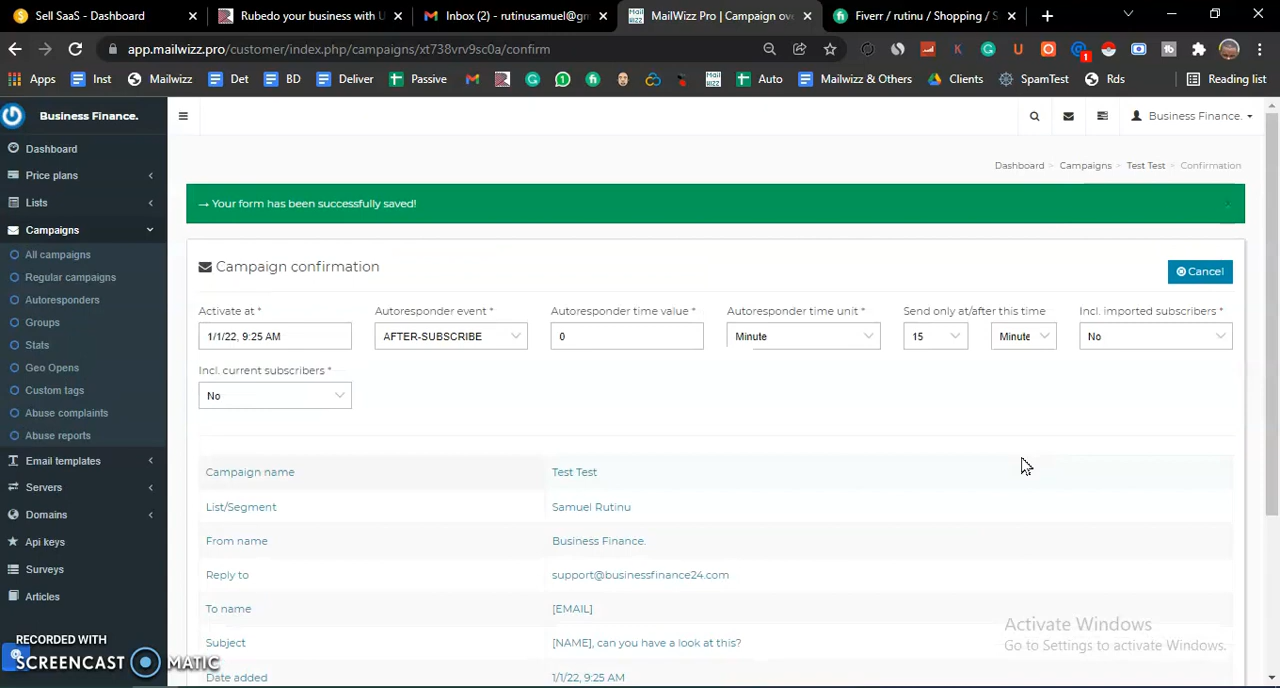 Sell SaaS - Dashboard
Rubedo your business with U
Inbox (2) - rutinusamuel@gm
MailWizz Pro | Campaign ove
Fiverr / rutinu / Shopping / S
app.mailwizz.pro/customer/index.php/campaigns/xt738vrv9sc0a/confirm
Apps Inst Mailwizz Det BD Deliver Passive Auto Mailwizz & Others Clients SpamTest Rds Reading list
Business Finance.
Business Finance.
Dashboard > Campaigns > Test Test > Confirmation
Dashboard
Price plans
Lists
Campaigns
All campaigns
Regular campaigns
Autoresponders
Groups
Stats
Geo Opens
Custom tags
Abuse complaints
Abuse reports
Email templates
Servers
Domains
Api keys
Surveys
Articles
→ Your form has been successfully saved!
x
Campaign confirmation
Cancel
Activate at * Autoresponder event * Autoresponder time value * Autoresponder time unit * Send only at/after this time Incl. imported subscribers *
1/1/22, 9:25 AM AFTER-SUBSCRIBE 0 Minute 15 Minute No
Incl. current subscribers *
No
Campaign name Test Test
List/Segment Samuel Rutinu
From name Business Finance.
Reply to support@businessfinance24.com
To name [EMAIL]
Subject [NAME], can you have a look at this?
Date added 1/1/22, 9:25 AM
Activate Windows
Go to Settings to activate Windows.
RECORDED WITH
SCREENCAST MATIC